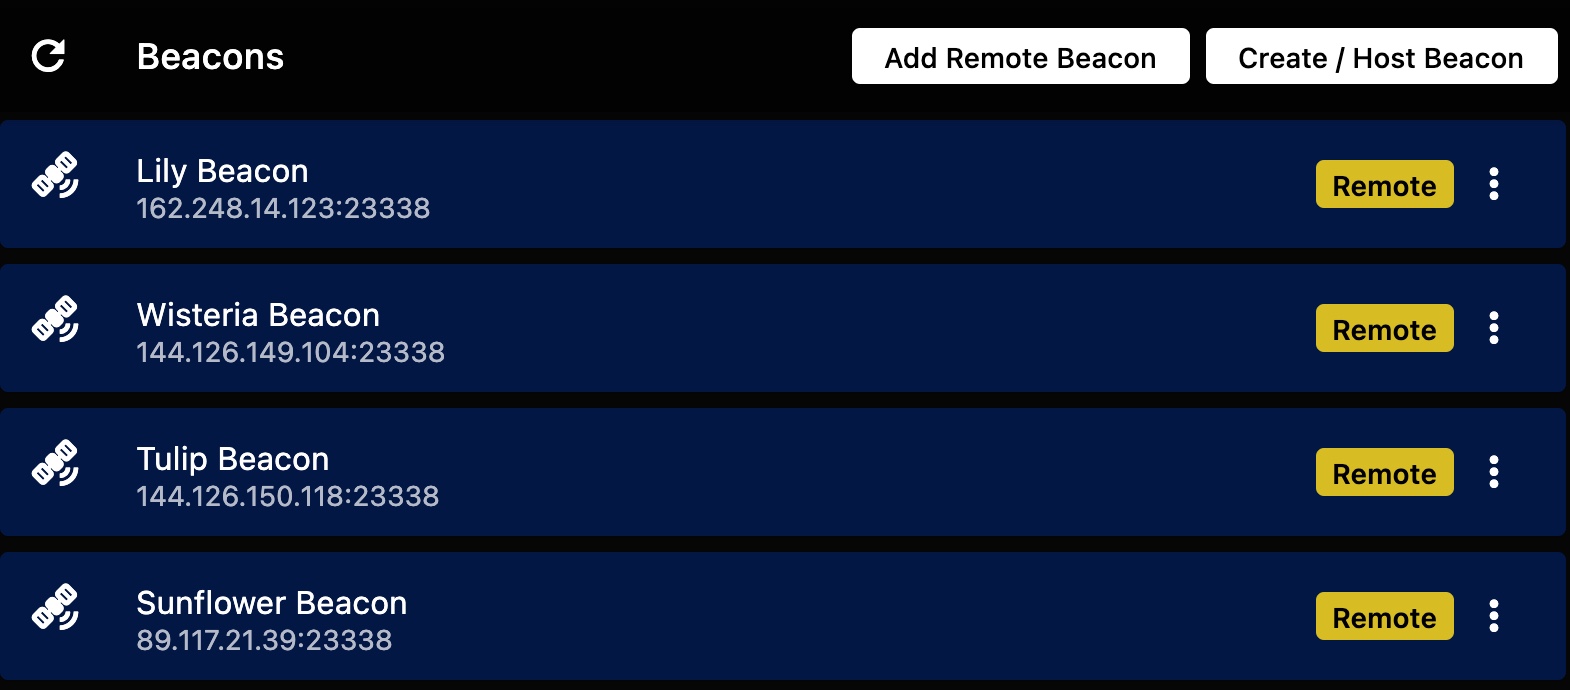 Beacons
Add Remote Beacon
Create / Host Beacon
Lily Beacon
162.248.14.123:23338
Remote
Wisteria Beacon
144.126.149.104:23338
Remote
Tulip Beacon
144.126.150.118:23338
Remote
Sunflower Beacon
89.117.21.39:23338
Remote